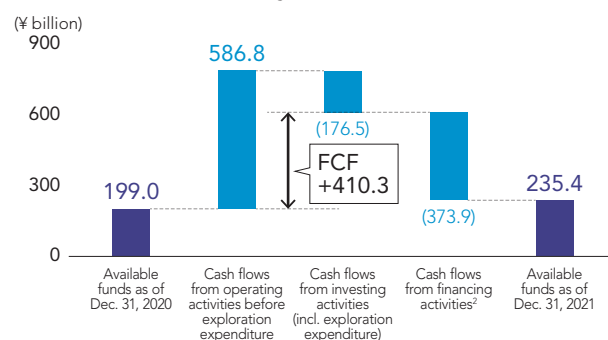 (¥ billion)
900
600
300
0
199.0
586.8
(176.5)
FCF
+410.3
(373.9)
235.4
Available
funds as of
Dec. 31, 2020
Cash flows
from operating
activities before
exploration
expenditure
Cash flows
from investing
activities
(incl. exploration
expenditure)
Cash flows
from financing
activities²
Available
funds as of
Dec. 31, 2021